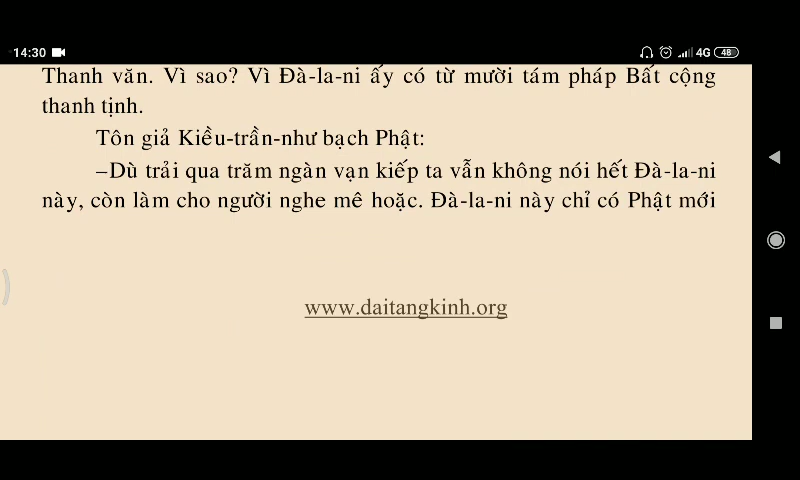 14:30
4G 48
Thanh văn. Vì sao? Vì Đà-la-ni ấy có từ mười tám pháp Bất cộng
thanh tịnh.
Tôn giả Kiều-trần-như bạch Phật:
–Dù trải qua trăm ngàn vạn kiếp ta vẫn không nói hết Đà-la-ni
này, còn làm cho người nghe mê hoặc. Đà-la-ni này chỉ có Phật mới
www.daitangkinh.org